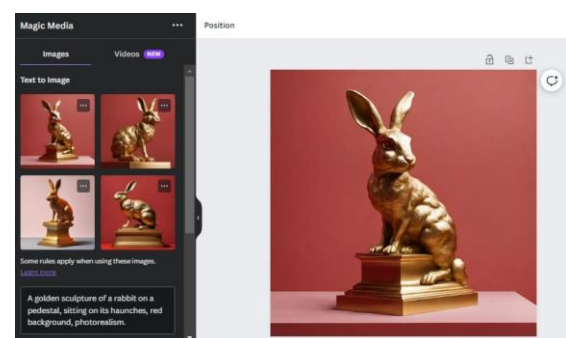 Magic Media
Position
Images
Videos NEW
Text to Image
Some rules apply when using these images.
Learn more
A golden sculpture of a rabbit on a
pedestal, sitting on its haunches, red
background, photorealism.